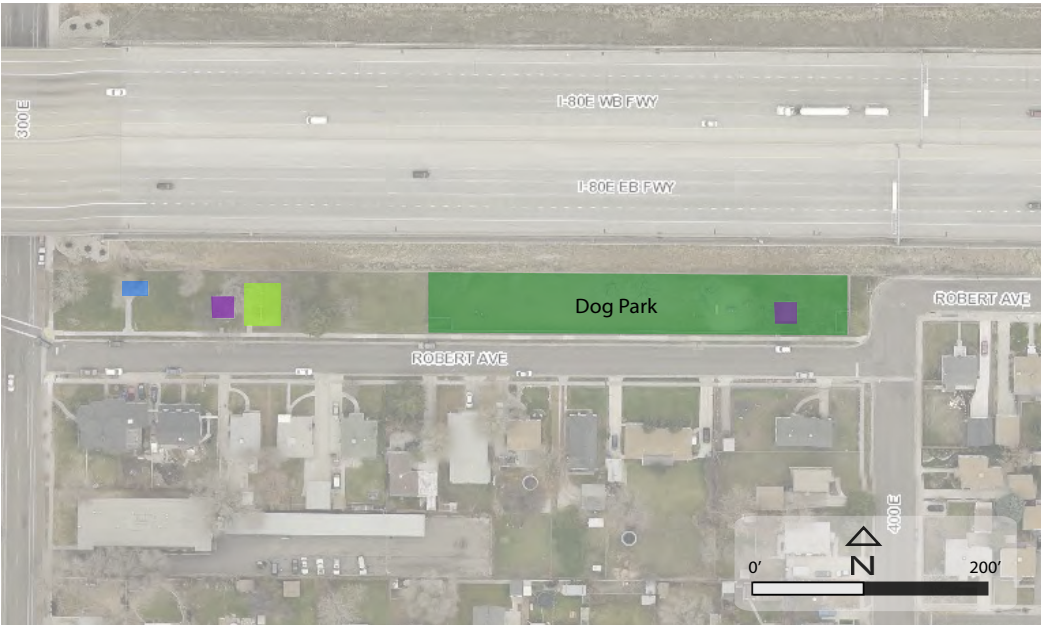 I-80E WB FWY
300 E
I-80E EB FWY
Dog Park
ROBERT AVE
ROBERT AVE
400 E
0' 200'
N